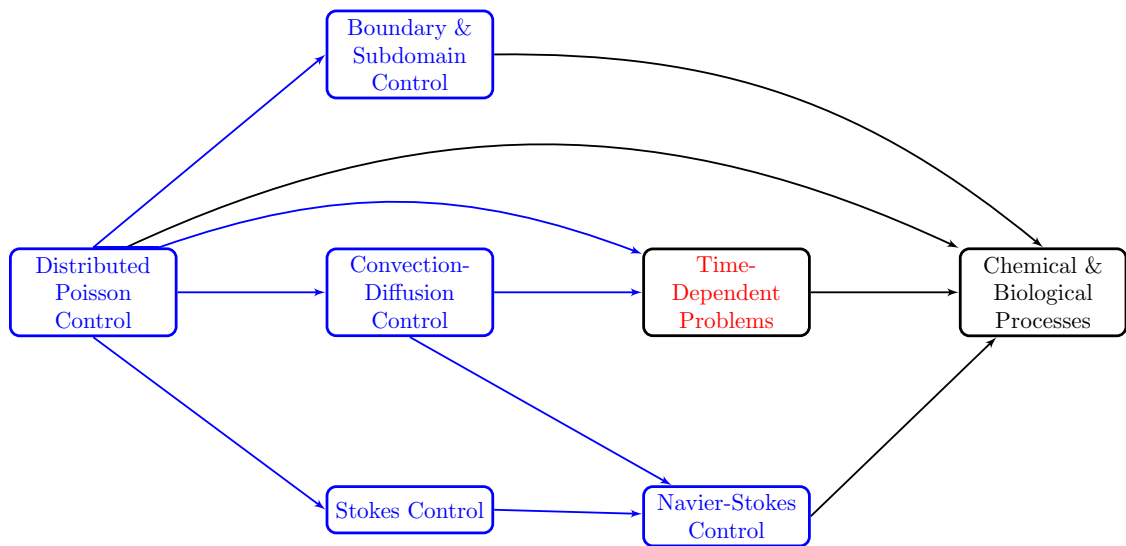 Boundary &
Subdomain
Control
Distributed
Poisson
Control
Convection-
Diffusion
Control
Time-
Dependent
Problems
Chemical &
Biological
Processes
Stokes Control
Navier-Stokes
Control